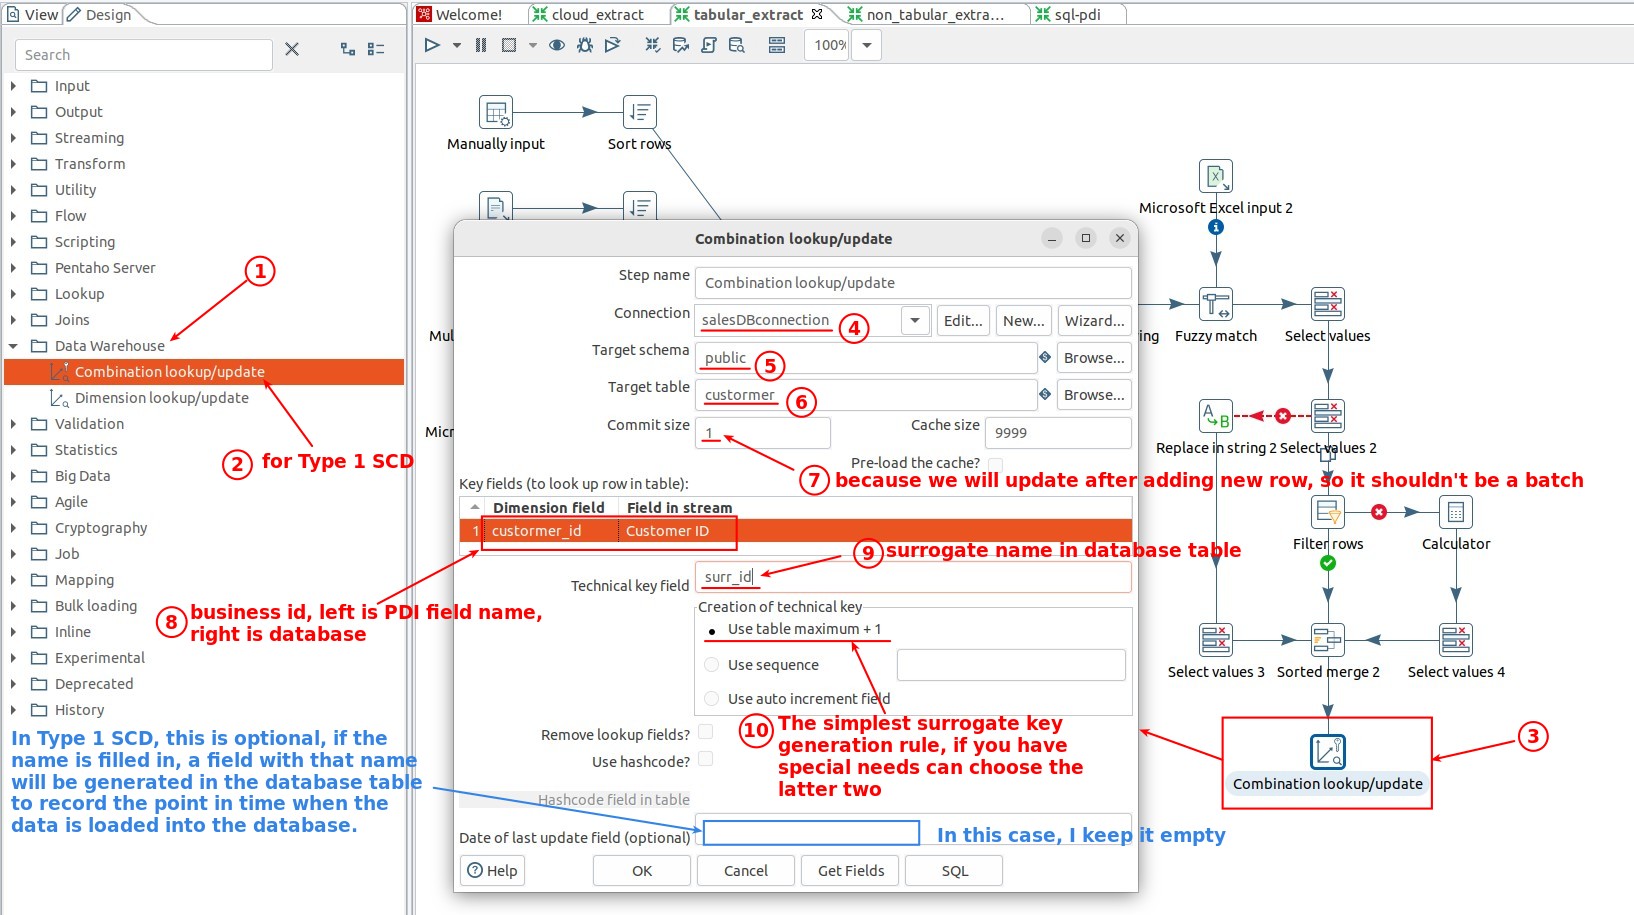 View
Design
Welcome!
cloud_extract
tabular_extract
non_tabular_extra...
sql-pdi
Search
100%
Input
Output
Streaming
Transform
Utility
Flow
Scripting
Pentaho Server
Lookup
Joins
Data Warehouse
Combination lookup/update
Dimension lookup/update
Validation
Statistics
Big Data
Agile
Cryptography
Job
Mapping
Bulk loading
Inline
Experimental
Deprecated
History
1
2 for Type 1 SCD
In Type 1 SCD, this is optional, if the
name is filled in, a field with that name
will be generated in the database table
to record the point in time when the
data is loaded into the database.
Manually input
Sort rows
Mul
Micr
Combination lookup/update
Step name Combination lookup/update
Connection salesDBconnection 4 Edit... New... Wizard...
Target schema public 5 Browse...
Target table custormer 6 Browse...
Commit size 1 Cache size 9999
Pre-load the cache?
7 because we will update after adding new row, so it shouldn't be a batch
Key fields (to look up row in table):
Dimension field Field in stream
1 custormer_id Customer ID
9 surrogate name in database table
Technical key field surr_id
8 business id, left is PDI field name,
right is database
Creation of technical key
Use table maximum + 1
Use sequence
Use auto increment field
10 The simplest surrogate key
generation rule, if you have
special needs can choose the
latter two
Remove lookup fields?
Use hashcode?
Hashcode field in table
Date of last update field (optional)
In this case, I keep it empty
Help OK Cancel Get Fields SQL
Microsoft Excel input 2
ing
Fuzzy match
Select values
Replace in string 2
Select values 2
Filter rows
Calculator
Select values 3
Sorted merge 2
Select values 4
3
Combination lookup/update